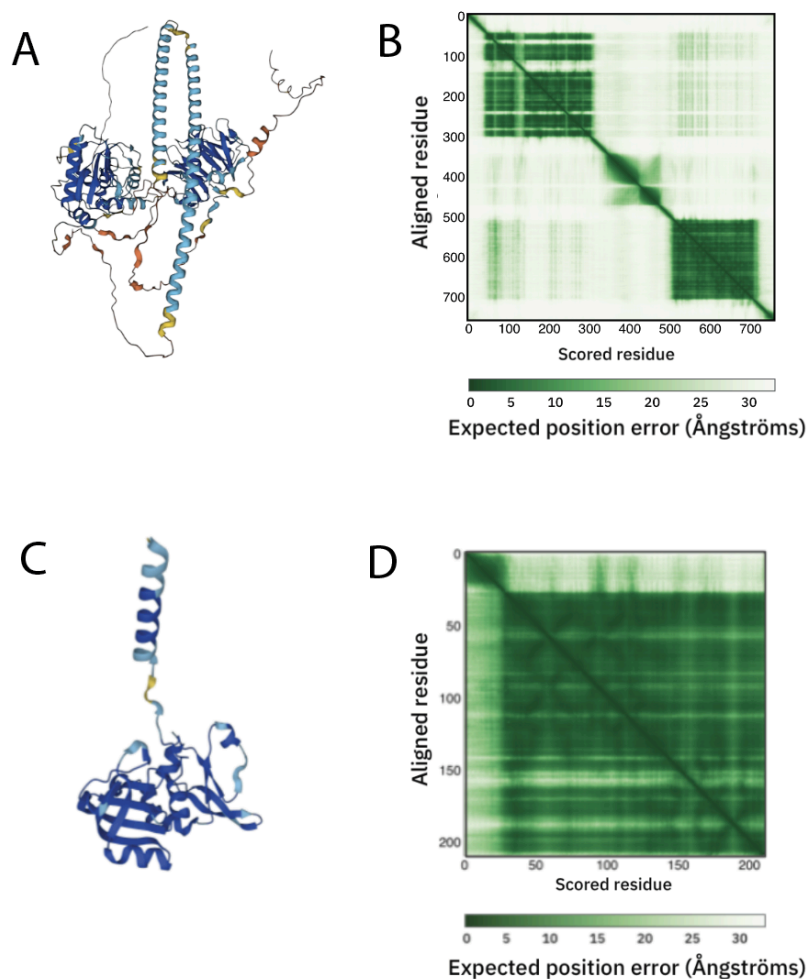 A
B
0
100
200
300
400
500
600
700
Aligned residue
0 100 200 300 400 500 600 700
Scored residue
0 5 10 15 20 25 30
Expected position error (Ångströms)
C
D
0
50
100
150
200
Aligned residue
0 50 100 150 200
Scored residue
0 5 10 15 20 25 30
Expected position error (Ångströms)